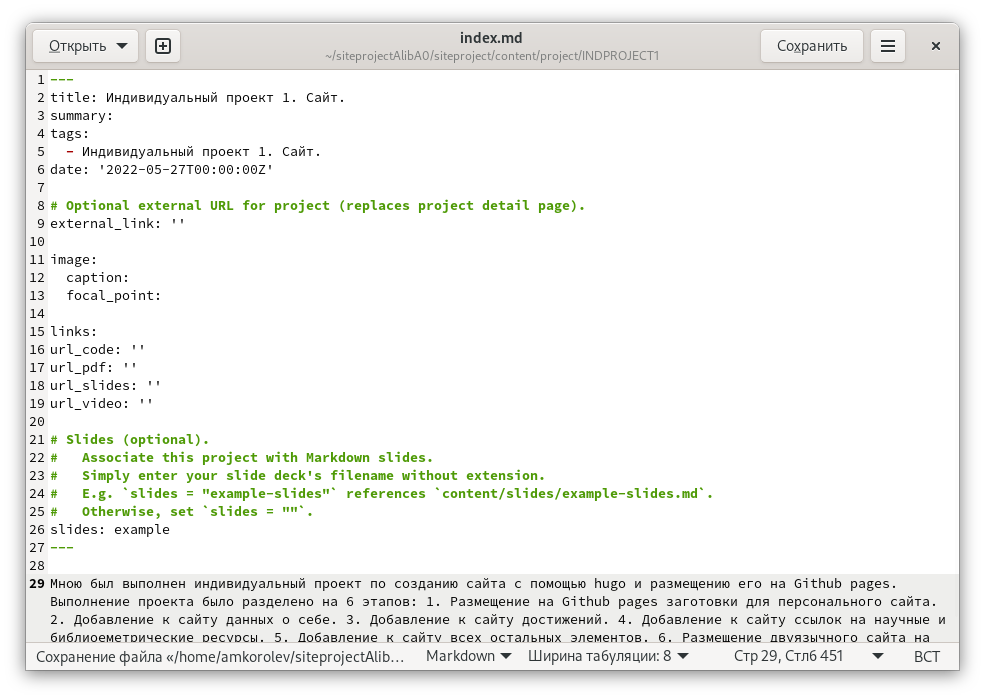 Открыть
index.md
~/siteprojectAlibA0/siteproject/content/project/INDPROJECT1
Сохранить
1 ---
2 title: Индивидуальный проект 1. Сайт.
3 summary:
4 tags:
5   - Индивидуальный проект 1. Сайт.
6 date: '2022-05-27T00:00:00Z'
7
8 # Optional external URL for project (replaces project detail page).
9 external_link: ''
10
11 image:
12   caption:
13   focal_point:
14
15 links:
16 url_code: ''
17 url_pdf: ''
18 url_slides: ''
19 url_video: ''
20
21 # Slides (optional).
22 #   Associate this project with Markdown slides.
23 #   Simply enter your slide deck's filename without extension.
24 #   E.g. `slides = "example-slides"` references `content/slides/example-slides.md`.
25 #   Otherwise, set `slides = ""`.
26 slides: example
27 ---
28
29 Мною был выполнен индивидуальный проект по созданию сайта с помощью hugo и размещению его на Github pages.
Выполнение проекта было разделено на 6 этапов: 1. Размещение на Github pages заготовки для персонального сайта.
2. Добавление к сайту данных о себе. 3. Добавление к сайту достижений. 4. Добавление к сайту ссылок на научные и
библиоеметрические ресурсы. 5. Добавление к сайту всех остальных элементов. 6. Размещение двуязычного сайта на
Сохранение файла «/home/amkorolev/siteprojectAlib… Markdown Ширина табуляции: 8 Стр 29, Стлб 451 ВСТ